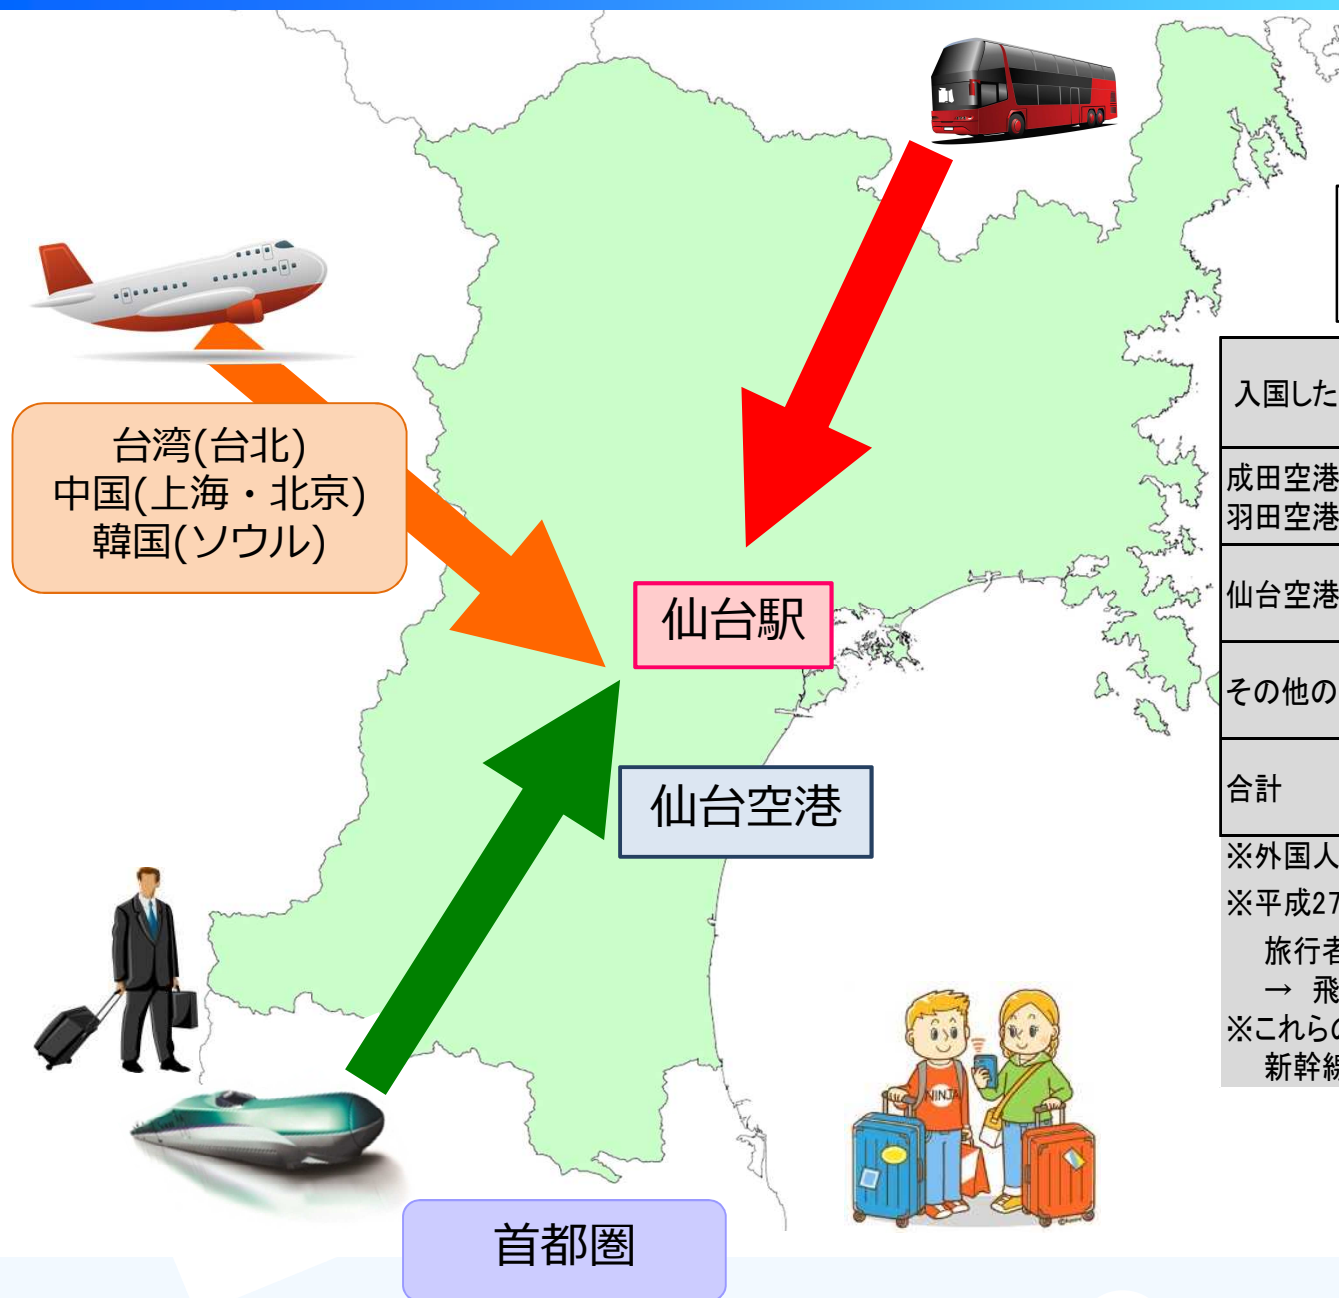 台湾(台北)
中国(上海・北京)
韓国(ソウル)
仙台駅
仙台空港
首都圏
NINJA
入国した
成田空港
羽田空港
仙台空港
その他の
合計
※外国人
※平成27
旅行者
→ 飛
※これらの
新幹線